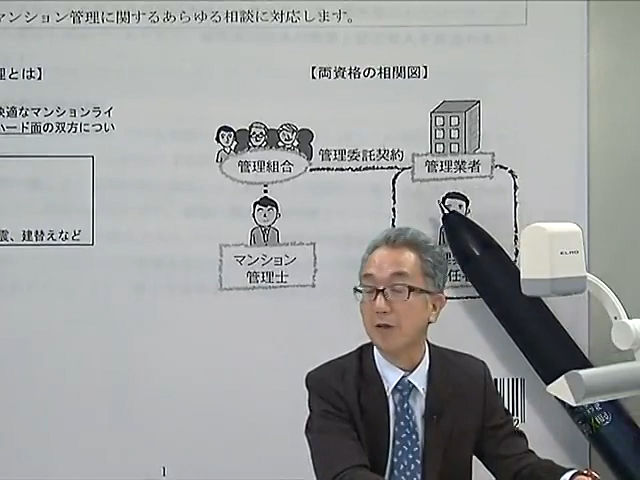 マンション管理に関するあらゆる相談に対応します。
理とは】
【両資格の相関図】
快適なマンションライ
ハード面の双方につい
管理組合
管理委託契約
管理業者
震、建替えなど
マンション
管理士
任
ELMO
1
2